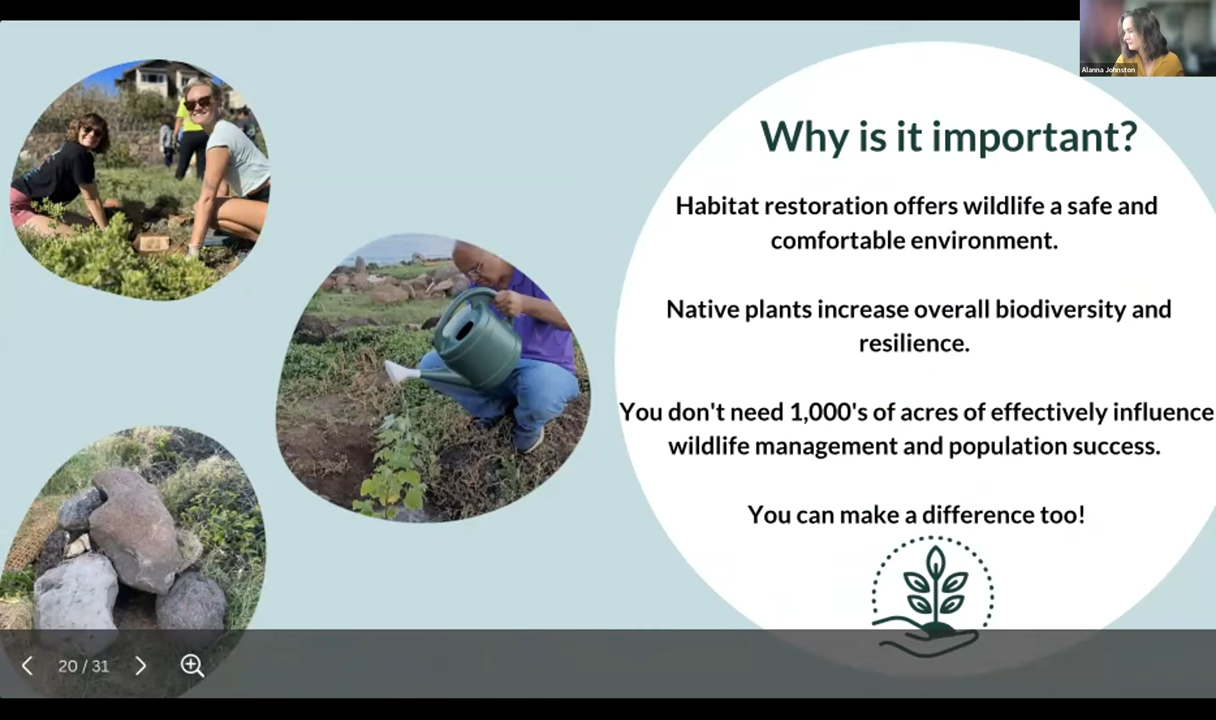 Alanna Johnston
Why is it important?
Habitat restoration offers wildlife a safe and
comfortable environment.
Native plants increase overall biodiversity and
resilience.
You don't need 1,000's of acres of effectively influence
wildlife management and population success.
You can make a difference too!
20 / 31